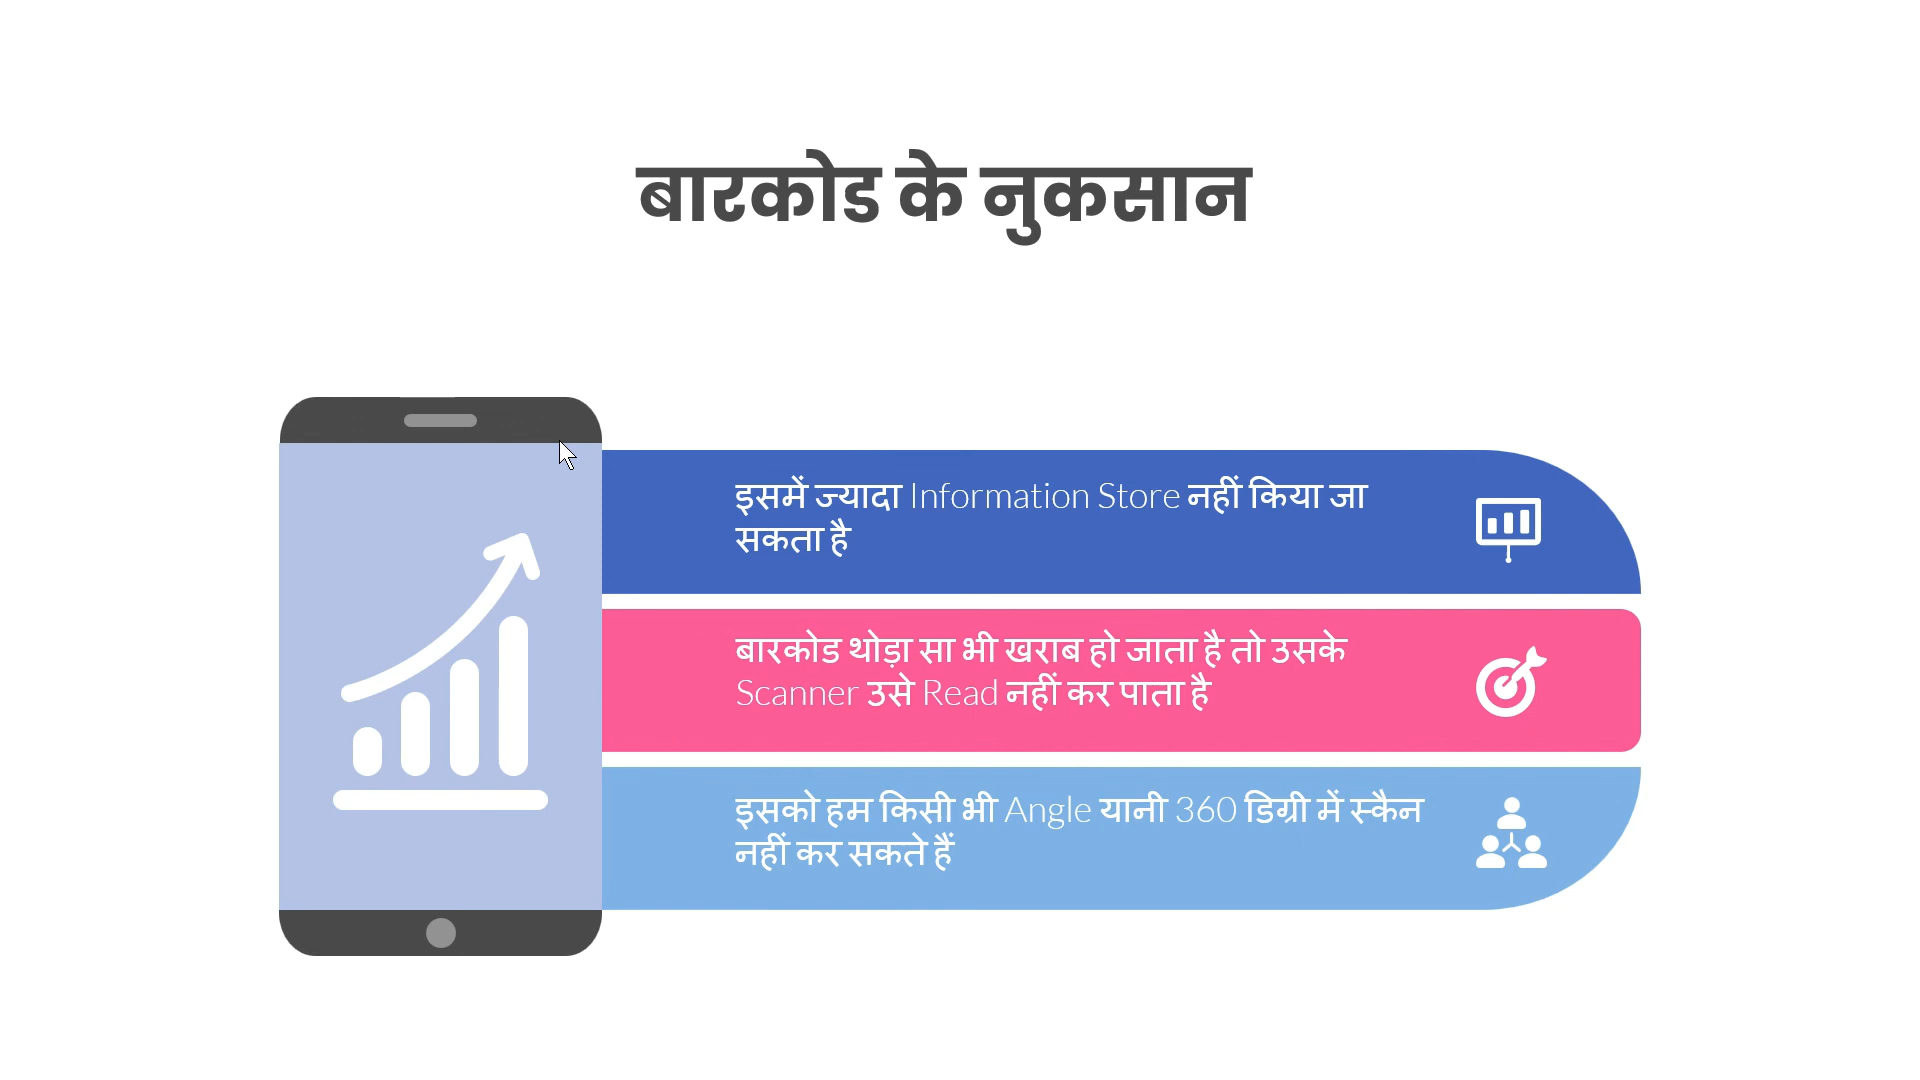 बारकोड के नुकसान
इसमें ज्यादा Information Store नहीं किया जा
सकता है
बारकोड थोड़ा सा भी खराब हो जाता है तो उसके
Scanner उसे Read नहीं कर पाता है
इसको हम किसी भी Angle यानी 360 डिग्री में स्कैन
नहीं कर सकते हैं